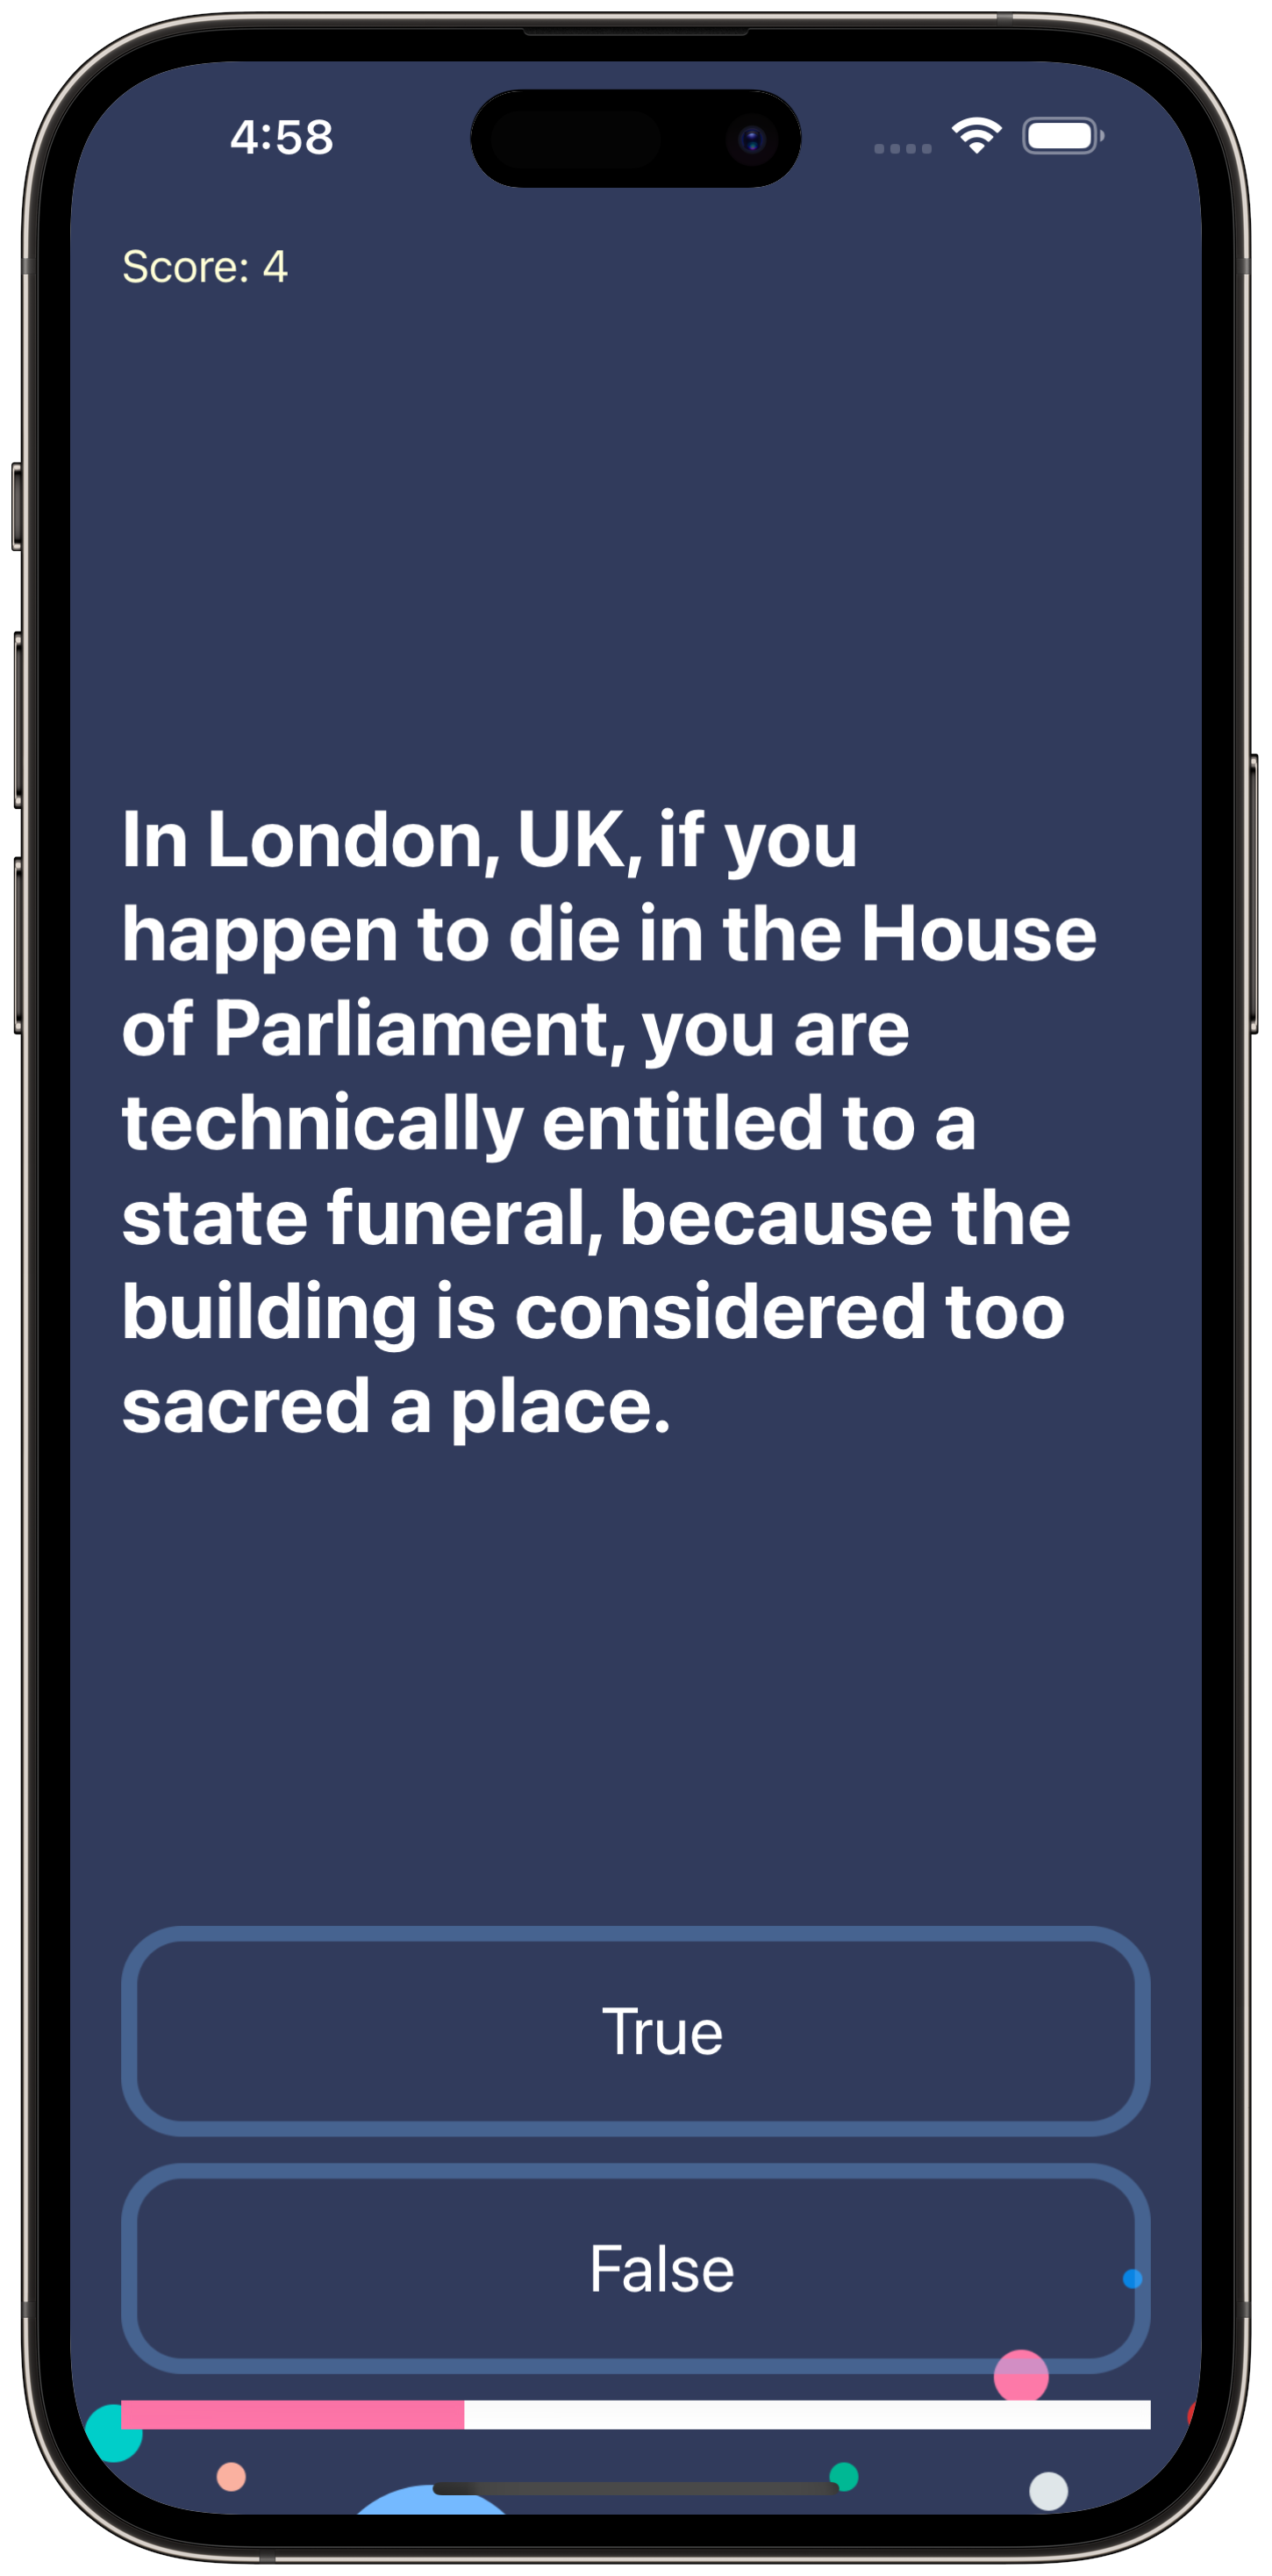 4:58
Score: 4
In London, UK, if you
happen to die in the House
of Parliament, you are
technically entitled to a
state funeral, because the
building is considered too
sacred a place.
True
False